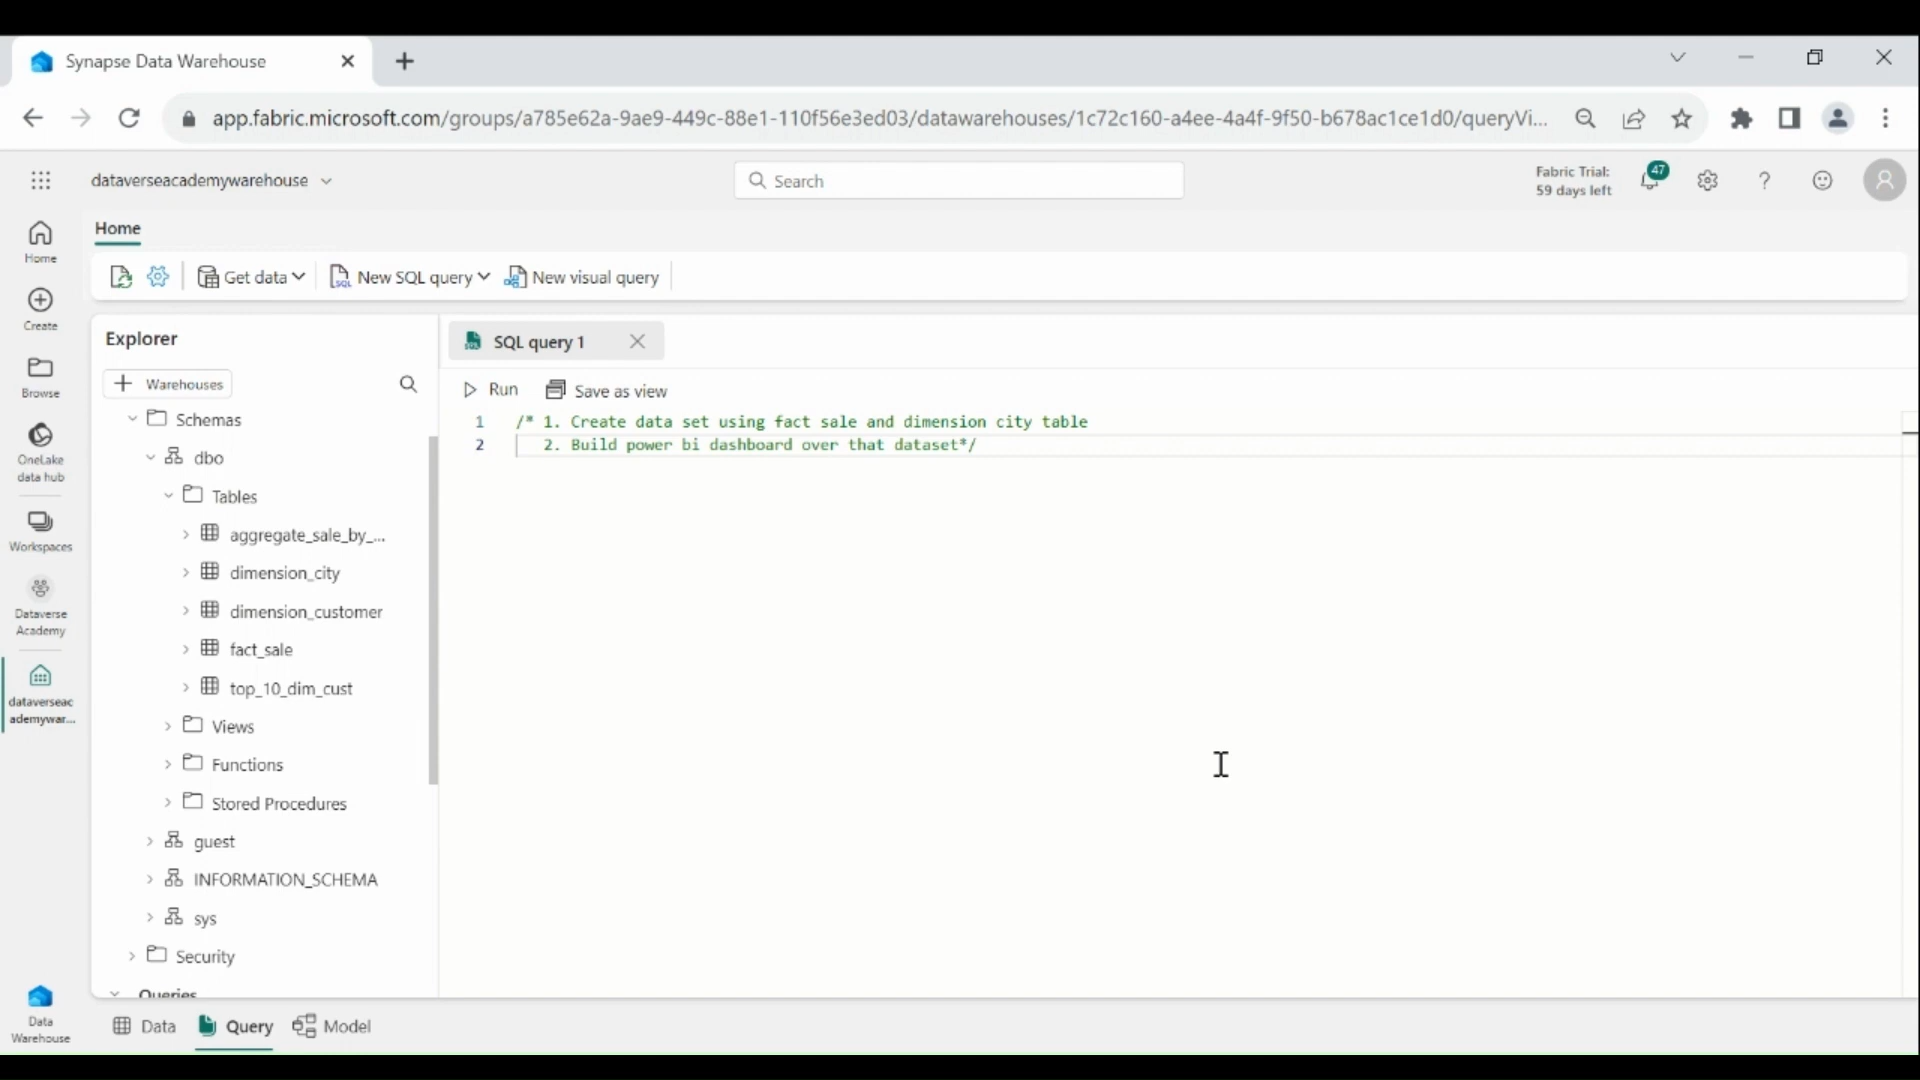 Synapse Data Warehouse
app.fabric.microsoft.com/groups/a785e62a-9ae9-449c-88e1-110f56e3ed03/datawarehouses/1c72c160-a4ee-4a4f-9f50-b678ac1ce1d0/queryVi...
dataverseacademywarehouse
Search
Fabric Trial:
59 days left
47
Home
Get data
New SQL query
New visual query
Home
Create
Browse
OneLake
data hub
Workspaces
Dataverse
Academy
dataverseac
ademywar...
Data
Warehouse
Explorer
Warehouses
Schemas
dbo
Tables
aggregate_sale_by_...
dimension_city
dimension_customer
fact_sale
top_10_dim_cust
Views
Functions
Stored Procedures
guest
INFORMATION_SCHEMA
sys
Security
Queries
SQL query 1
Run
Save as view
1 /* 1. Create data set using fact sale and dimension city table
2 2. Build power bi dashboard over that dataset*/
Data
Query
Model